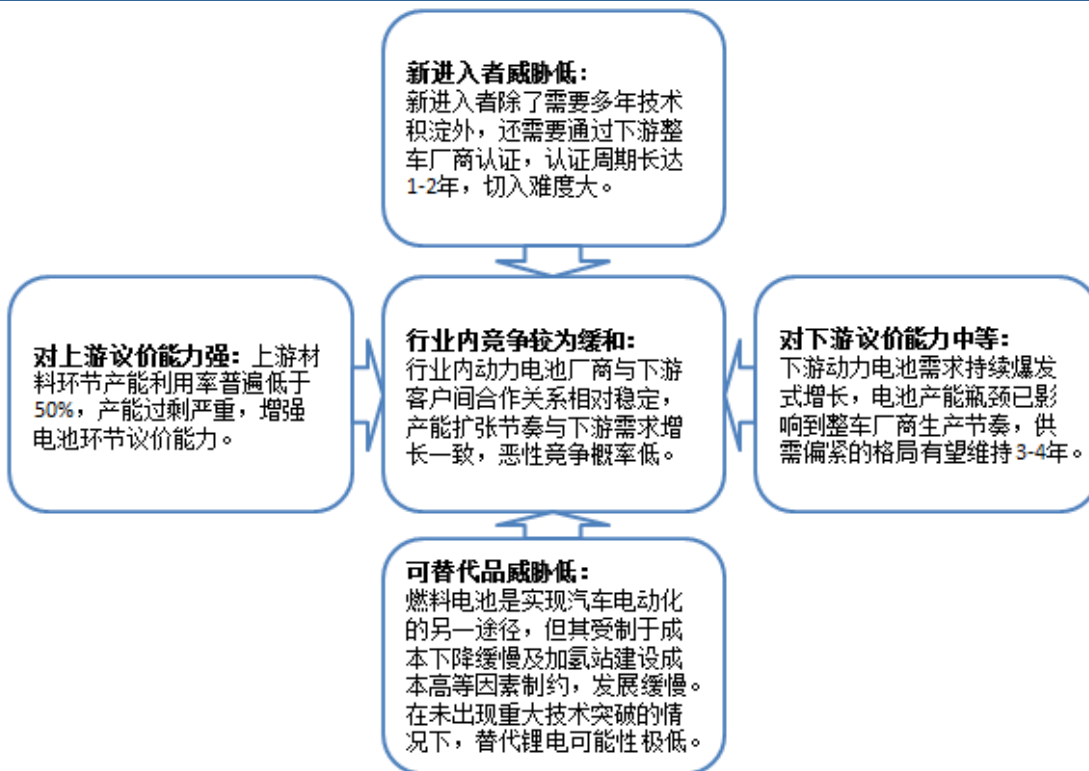 新进入者威胁低：
新进入者除了需要多年技术
积淀外，还需要通过下游整
车厂商认证，认证周期长达
1-2年，切入难度大。
对上游议价能力强：上游材
料环节产能利用率普遍低于
50%，产能过剩严重，增强
电池环节议价能力。
行业内竞争较为缓和：
行业内动力电池厂商与下游
客户间合作关系相对稳定，
产能扩张节奏与下游需求增
长一致，恶性竞争概率低。
对下游议价能力中等：
下游动力电池需求持续爆发
式增长，电池产能瓶颈已影
响到整车厂商生产节奏，供
需偏紧的格局有望维持3-4年。
可替代品威胁低：
燃料电池是实现汽车电动化
的另一途径，但其受制于成
本下降缓慢及加氢站建设成
本高等因素制约，发展缓慢。
在未出现重大技术突破的情
况下，替代锂电可能性极低。